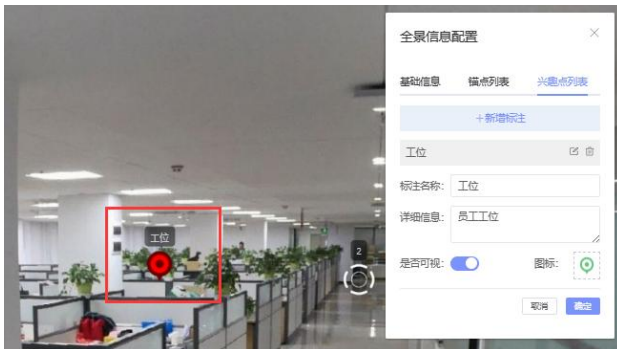 全景信息配置
基础信息 锚点列表 兴趣点列表
+新增标注
工位
标注名称: 工位
详细信息: 员工工位
是否可视: 图标:
取消 确定
工位
2